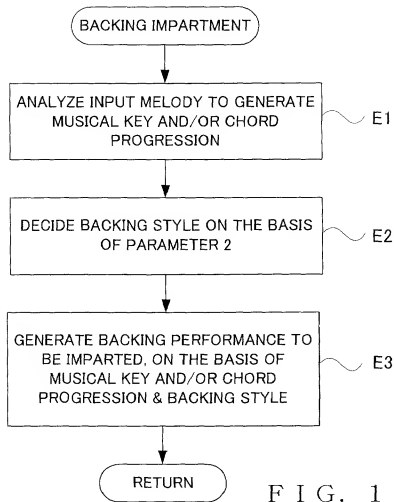 BACKING IMPARTMENT
ANALYZE INPUT MELODY TO GENERATE
MUSICAL KEY AND/OR CHORD
PROGRESSION
E1
DECIDE BACKING STYLE ON THE BASIS
OF PARAMETER 2
E2
GENERATE BACKING PERFORMANCE TO
BE IMPARTED, ON THE BASIS OF
MUSICAL KEY AND/OR CHORD
PROGRESSION & BACKING STYLE
E3
RETURN
FIG. 1